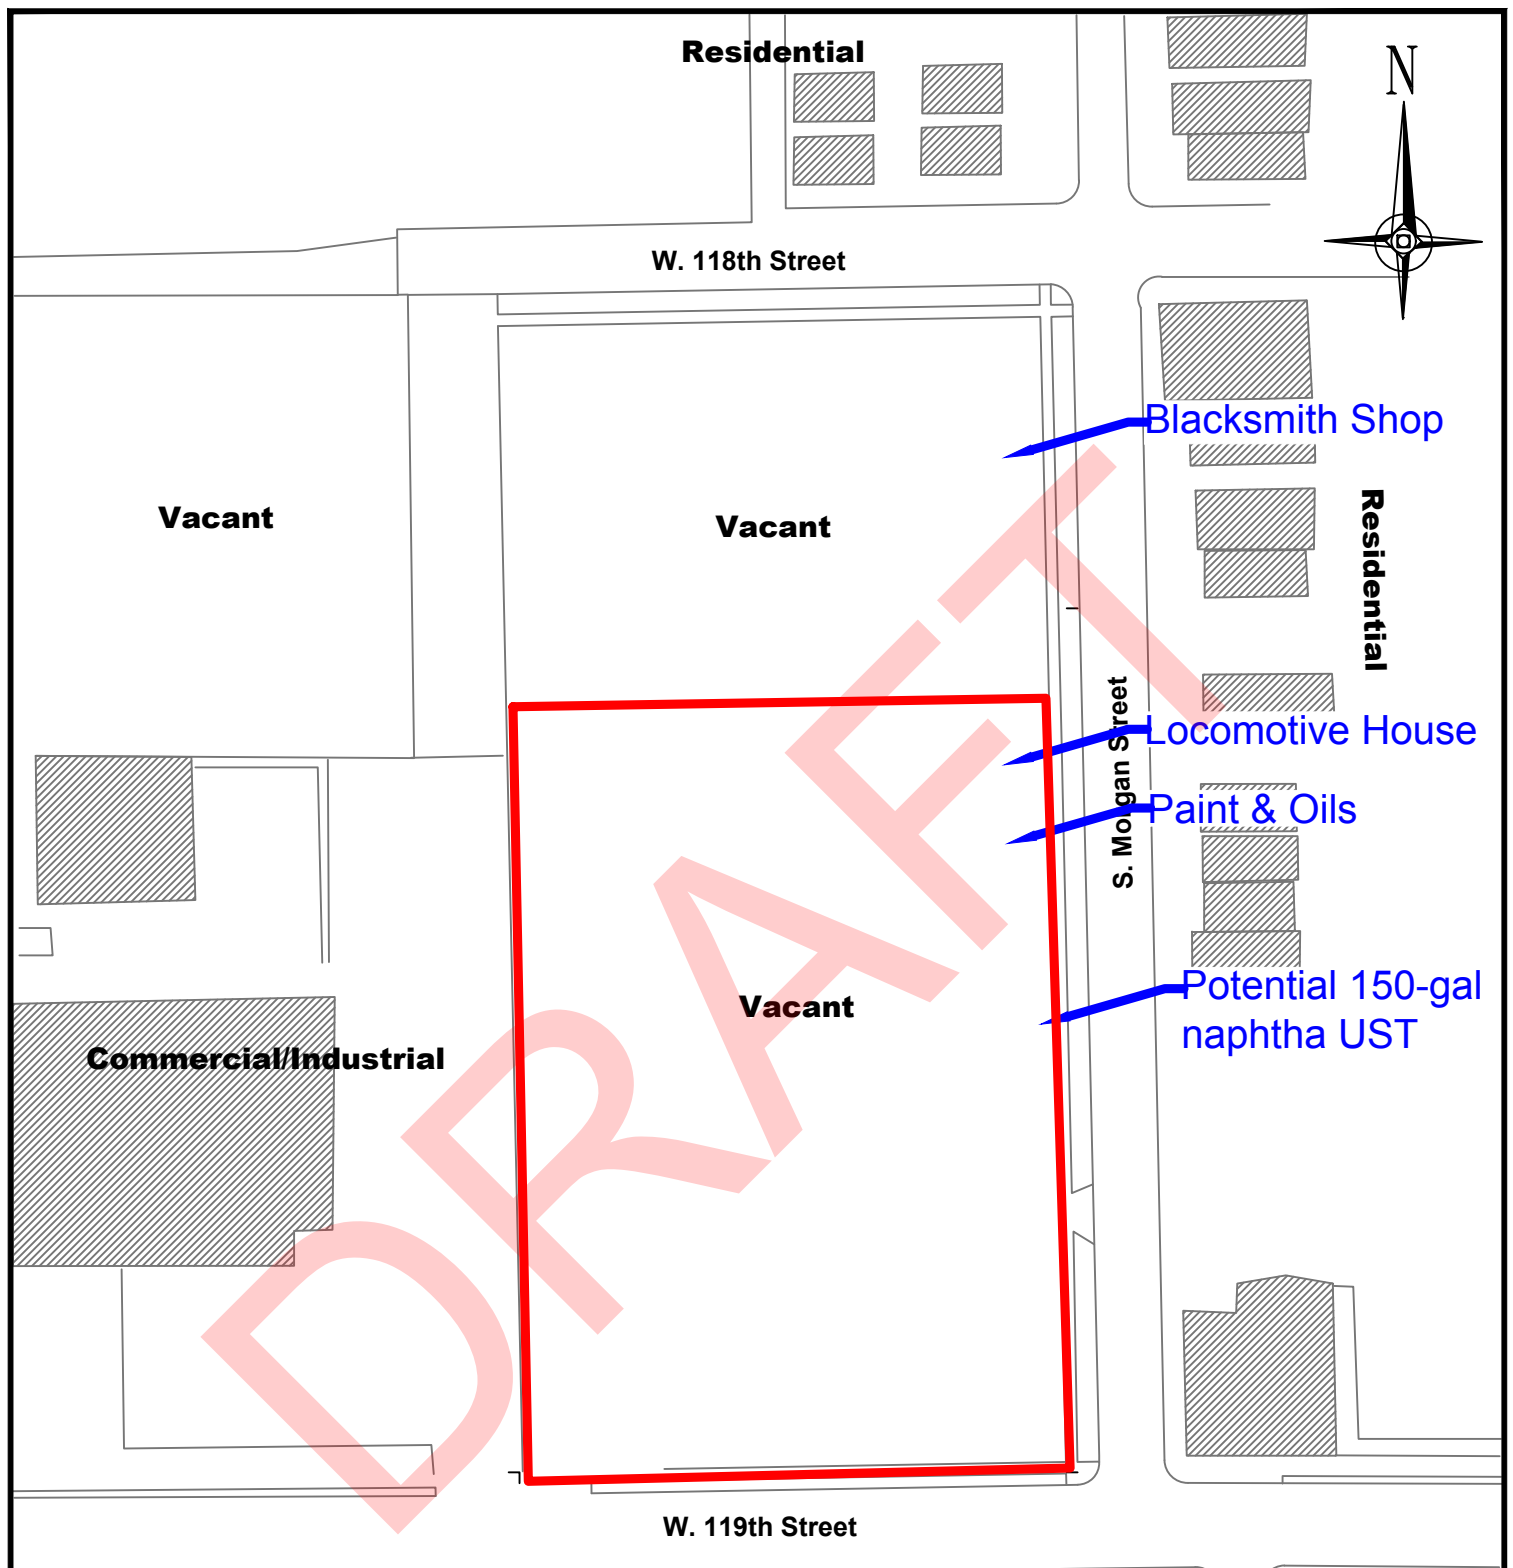 Residential
N
W. 118th Street
Blacksmith Shop
Vacant
Vacant
Residential
S. Morgan Street
Locomotive House
Paint & Oils
Vacant
Potential 150-gal
naphtha UST
Commercial/Industrial
DRAFT
W. 119th Street